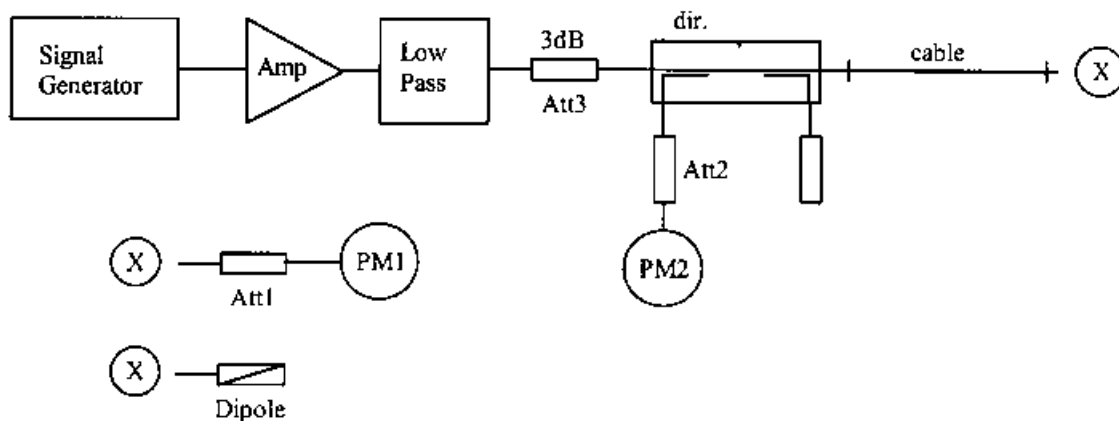 Signal
Generator
Amp
Low
Pass
3dB
Att3
dir.
cable
X
Att2
PM2
X
Att1
PM1
X
Dipole